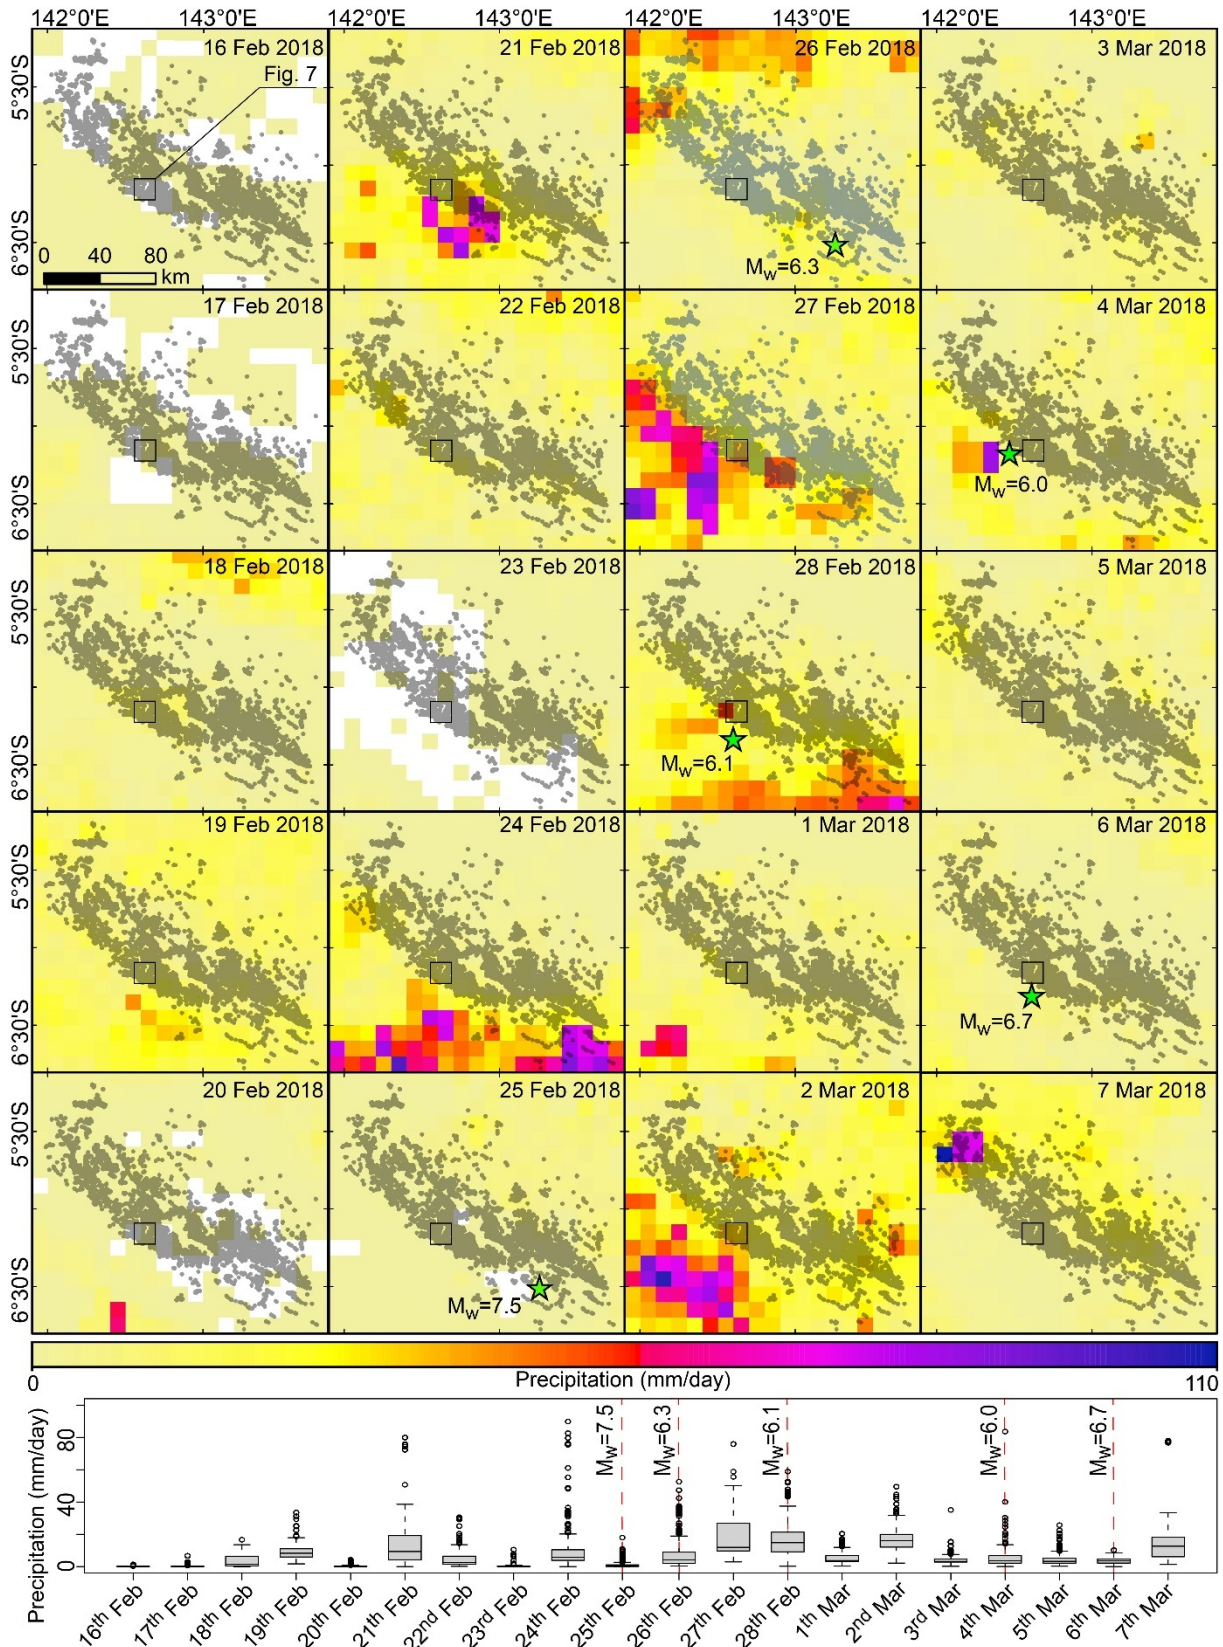 142°0'E 143°0'E 142°0'E 143°0'E 142°0'E 143°0'E 142°0'E 143°0'E
16 Feb 2018 21 Feb 2018 26 Feb 2018 3 Mar 2018
Fig. 7
5°30'S
6°30'S
0 40 80
km
Mw=6.3
17 Feb 2018 22 Feb 2018 27 Feb 2018 4 Mar 2018
5°30'S
6°30'S
Mw=6.0
18 Feb 2018 23 Feb 2018 28 Feb 2018 5 Mar 2018
5°30'S
6°30'S
Mw=6.1
19 Feb 2018 24 Feb 2018 1 Mar 2018 6 Mar 2018
5°30'S
6°30'S
Mw=6.7
20 Feb 2018 25 Feb 2018 2 Mar 2018 7 Mar 2018
5°30'S
6°30'S
Mw=7.5
0 Precipitation (mm/day) 110
Precipitation (mm/day)
80
40
0
Mw=7.5
Mw=6.3
Mw=6.1
Mw=6.0
Mw=6.7
16th Feb
17th Feb
18th Feb
19th Feb
20th Feb
21th Feb
22nd Feb
23rd Feb
24th Feb
25th Feb
26th Feb
27th Feb
28th Feb
1th Mar
2nd Mar
3rd Mar
4th Mar
5th Mar
6th Mar
7th Mar